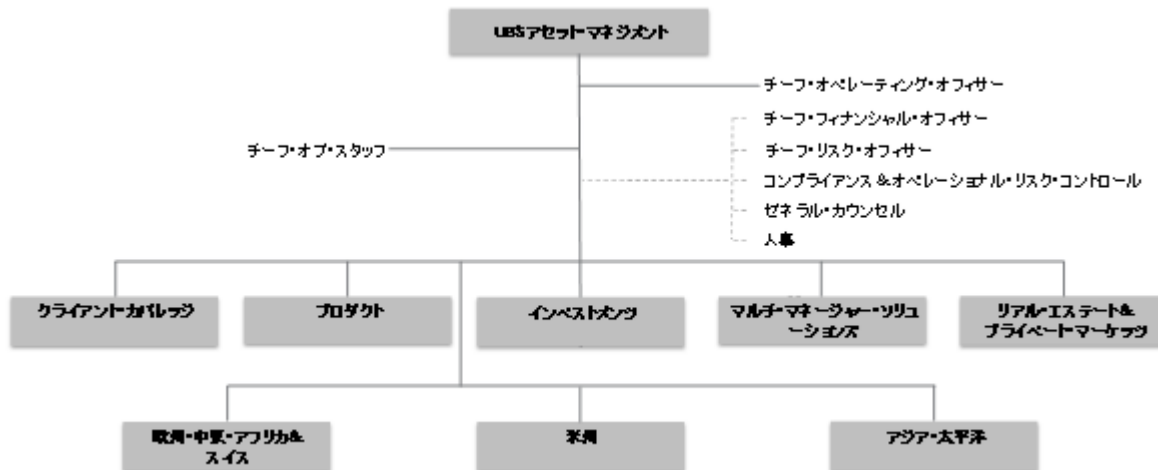 UBSアセット・マネジメント
チーフ・オペレーティング・オフィサー
チーフ・フィナンシャル・オフィサー
チーフ・オブ・スタッフ
チーフ・リスク・オフィサー
コンプライアンス&オペレーショナル・リスク・コントロール
ゼネラル・カウンセル
人事
クライアント・カバレッジ
プロダクト
インベストメンツ
マルチ・マネージャー・ソリュ
ーションズ
リアル・エステート&
プライベート・マーケッツ
欧州・中東・アフリカ&
スイス
米州
アジア・太平洋